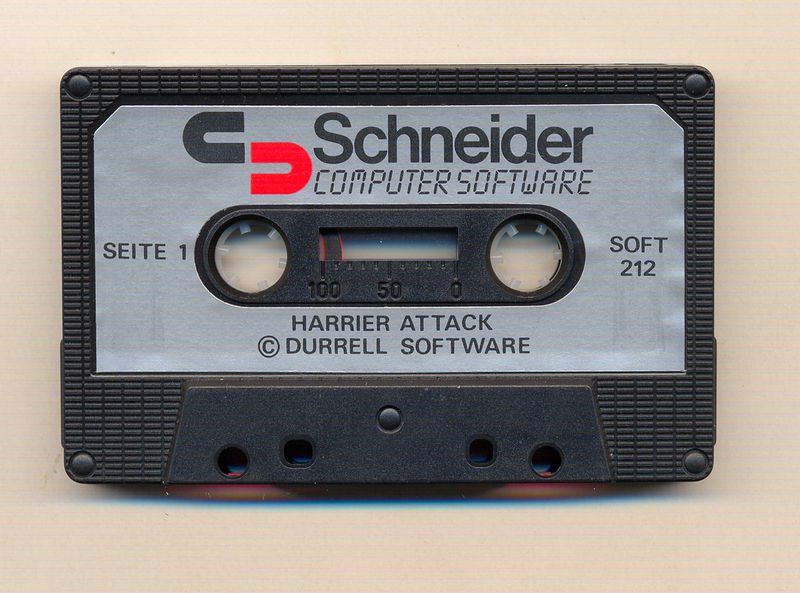 Schneider
COMPUTER SOFTWARE
SEITE 1
SOFT
212
100 50 0
HARRIER ATTACK
© DURRELL SOFTWARE